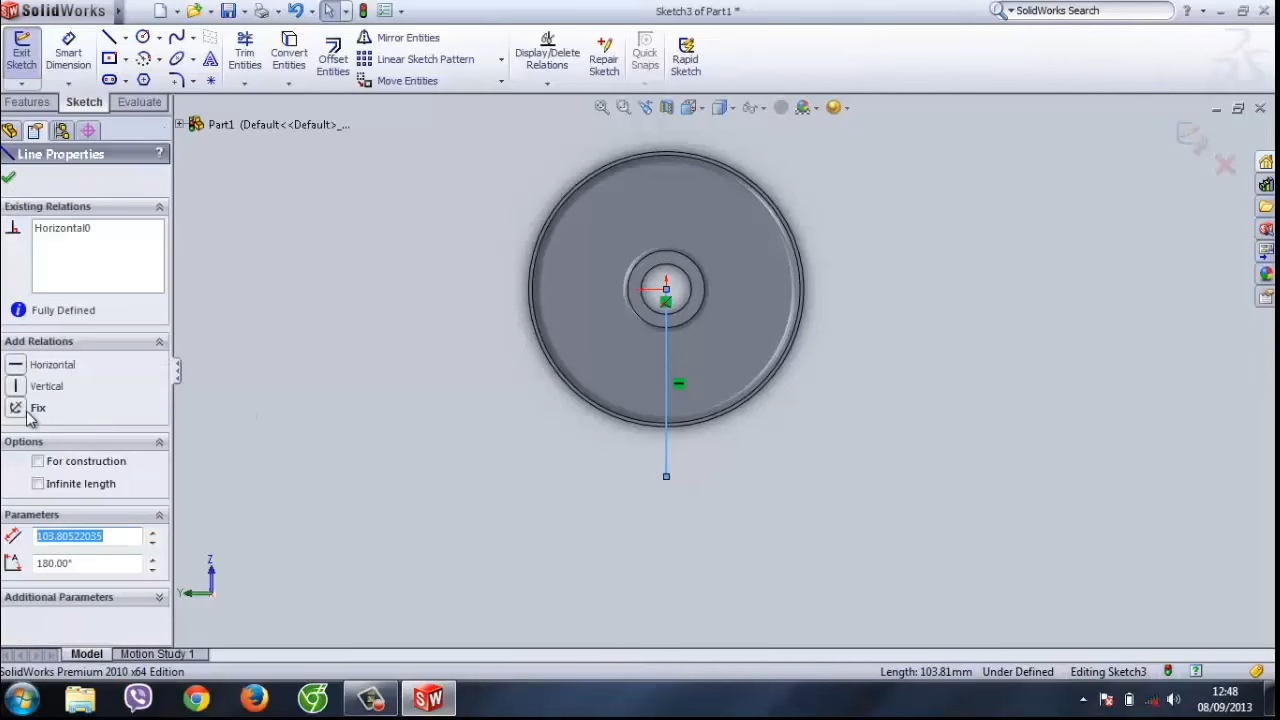 SolidWorks
Sketch3 of Part1 *
SolidWorks Search
Exit Sketch
Smart Dimension
Trim Entities
Convert Entities
Offset Entities
Mirror Entities
Linear Sketch Pattern
Move Entities
Display/Delete Relations
Repair Sketch
Quick Snaps
Rapid Sketch
Features
Sketch
Evaluate
Part1 (Default<<Default>_...
Line Properties
?
Existing Relations
Horizontal0
Fully Defined
Add Relations
Horizontal
Vertical
Fix
Options
For construction
Infinite length
Parameters
103.80522035
180.00°
Additional Parameters
Z
Y
Model
Motion Study 1
SolidWorks Premium 2010 x64 Edition
Length: 103.81mm
Under Defined
Editing Sketch3
12:48
08/09/2013